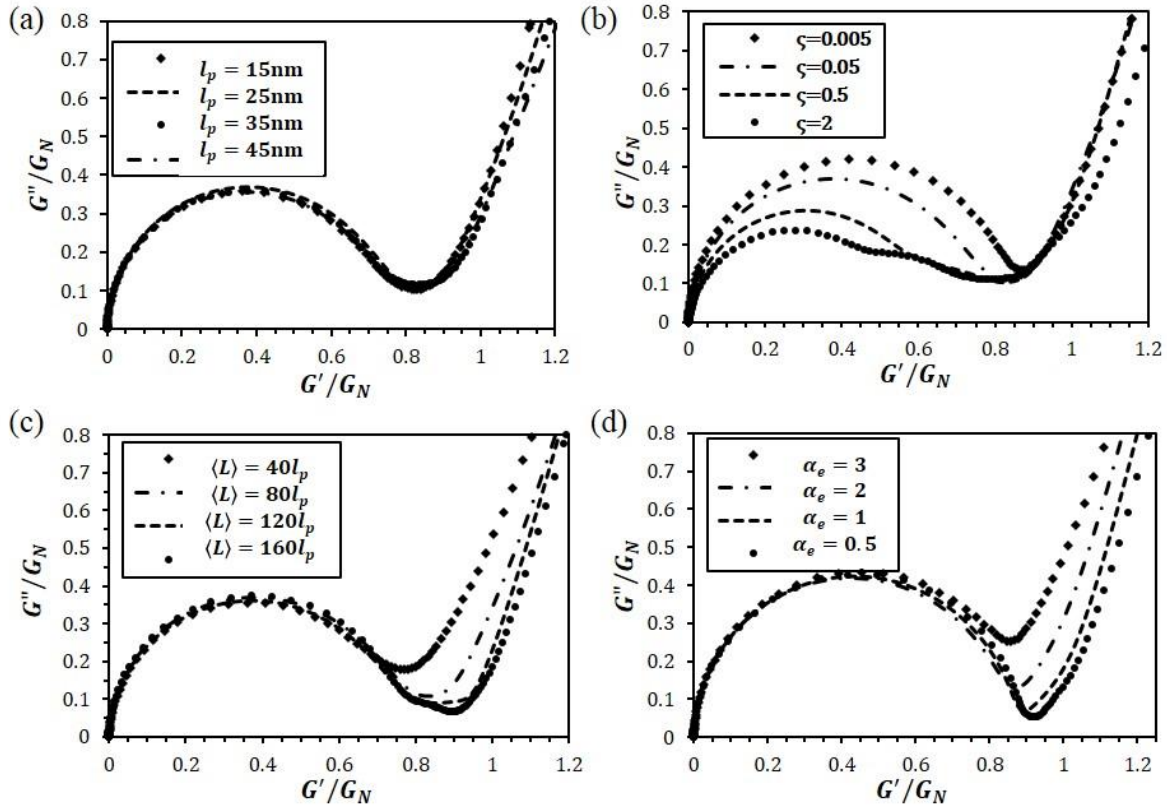 (a)
0.8
0.7
0.6
0.5
0.4
0.3
0.2
0.1
0
G''/G_N
l_p = 15nm
l_p = 25nm
l_p = 35nm
l_p = 45nm
0 0.2 0.4 0.6 0.8 1 1.2
G'/G_N
(b)
0.8
0.7
0.6
0.5
0.4
0.3
0.2
0.1
0
G''/G_N
ς=0.005
ς=0.05
ς=0.5
ς=2
0 0.2 0.4 0.6 0.8 1 1.2
G'/G_N
(c)
0.8
0.7
0.6
0.5
0.4
0.3
0.2
0.1
0
G''/G_N
⟨L⟩ = 40l_p
⟨L⟩ = 80l_p
⟨L⟩ = 120l_p
⟨L⟩ = 160l_p
0 0.2 0.4 0.6 0.8 1 1.2
G'/G_N
(d)
0.8
0.7
0.6
0.5
0.4
0.3
0.2
0.1
0
G''/G_N
α_e = 3
α_e = 2
α_e = 1
α_e = 0.5
0 0.2 0.4 0.6 0.8 1 1.2
G'/G_N